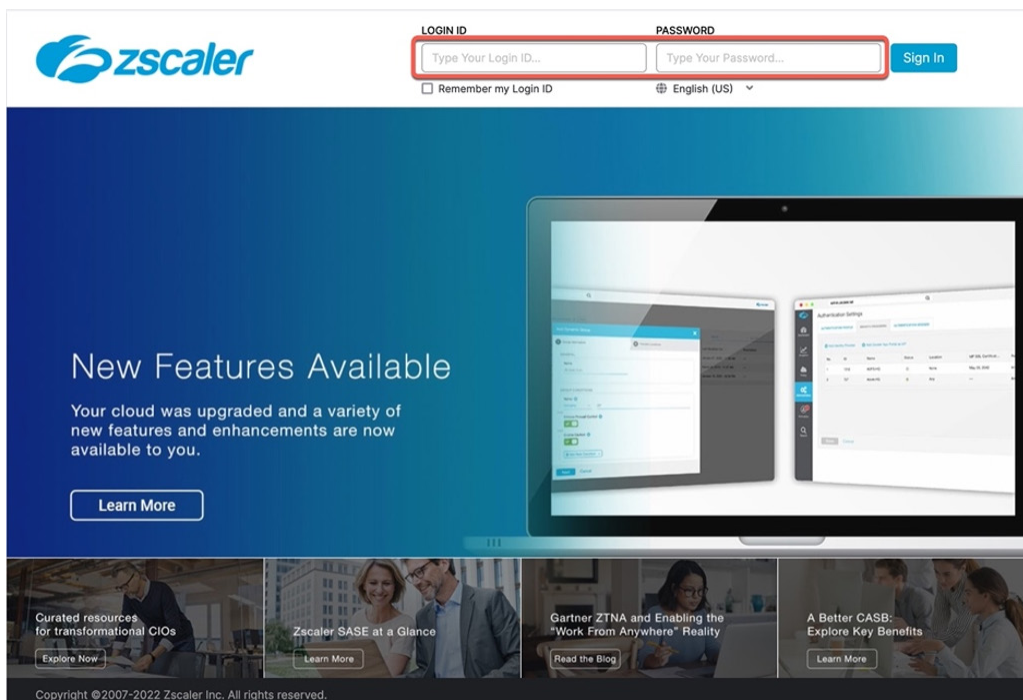 zscaler
LOGIN ID
PASSWORD
Type Your Login ID...
Type Your Password...
Sign In
Remember my Login ID
English (US)
New Features Available
Your cloud was upgraded and a variety of
new features and enhancements are now
available to you.
Learn More
Authentication Settings
Curated resources
for transformational CIOs
Explore Now
Zscaler SASE at a Glance
Learn More
Gartner ZTNA and Enabling the
"Work From Anywhere" Reality
Read the Blog
A Better CASB:
Explore Key Benefits
Learn More
Copyright ©2007-2022 Zscaler Inc. All rights reserved.